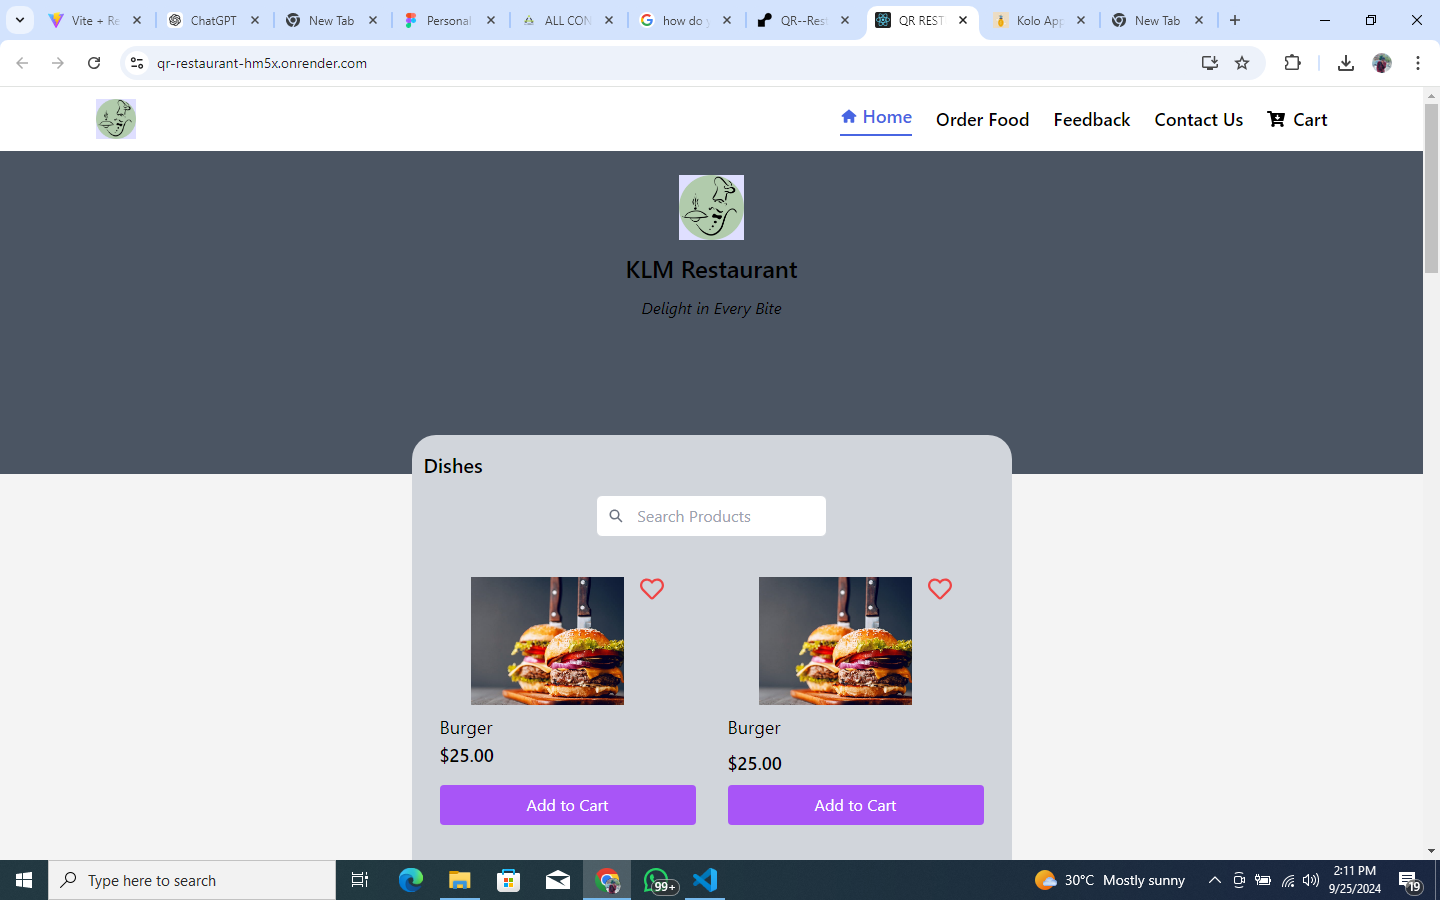 Vite + Re
ChatGPT
New Tab
Personal
ALL CON
how do y
QR--Rest
QR REST
Kolo App
New Tab
qr-restaurant-hm5x.onrender.com
Home
Order Food
Feedback
Contact Us
Cart
KLM Restaurant
Delight in Every Bite
Dishes
Search Products
Burger
$25.00
Add to Cart
Burger
$25.00
Add to Cart
Type here to search
99+
30°C Mostly sunny
2:11 PM
9/25/2024
19